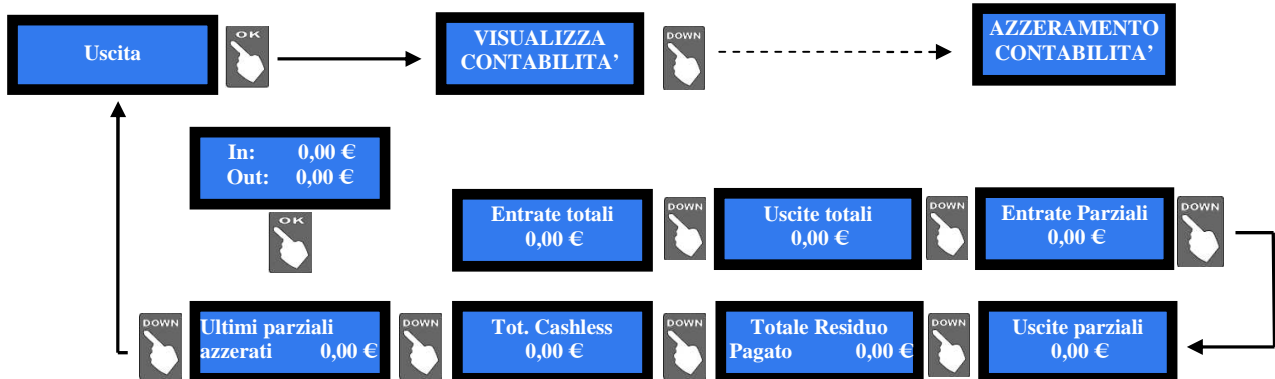 Uscita
OK
VISUALIZZA
CONTABILITA’
DOWN
AZZERAMENTO
CONTABILITA’
In: 0,00 €
Out: 0,00 €
OK
Entrate totali
0,00 €
DOWN
Uscite totali
0,00 €
DOWN
Entrate Parziali
0,00 €
DOWN
DOWN
Ultimi parziali
azzerati 0,00 €
DOWN
Tot. Cashless
0,00 €
DOWN
Totale Residuo
Pagato 0,00 €
DOWN
Uscite parziali
0,00 €